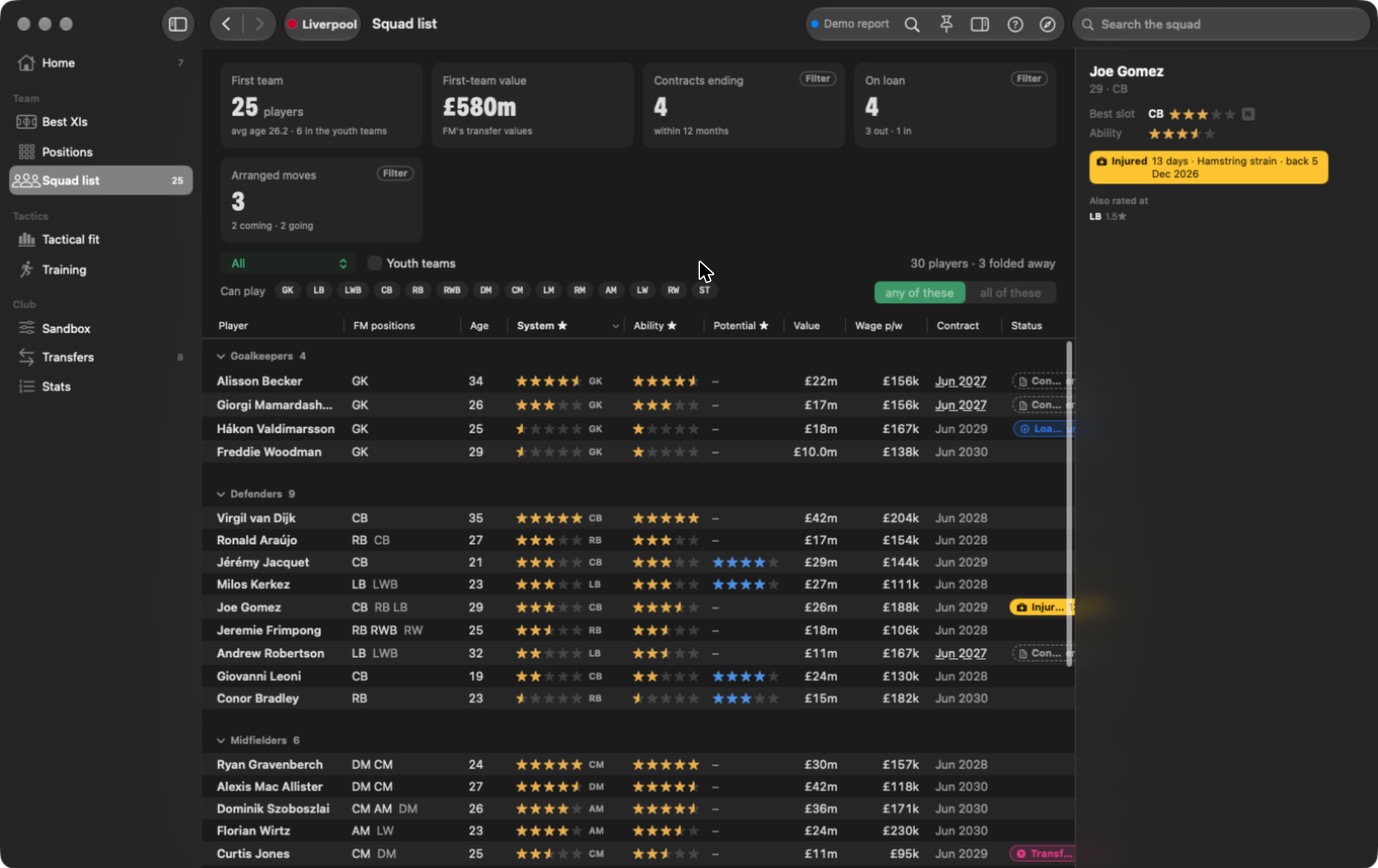 Liverpool
Squad list
Demo report
Search the squad
Home 7
Team
Best XIs
Positions
Squad list 25
Tactics
Tactical fit
Training
Club
Sandbox
Transfers 8
Stats
First team
25 players
avg age 26.2 · 6 in the youth teams
First-team value
£580m
FM's transfer values
Contracts ending Filter
4
within 12 months
On loan Filter
4
3 out · 1 in
Arranged moves Filter
3
2 coming · 2 going
All Youth teams 30 players · 3 folded away
Can play GK LB LWB CB RB RWB DM CM LM RM AM LW RW ST any of these all of these
Player FM positions Age System ★ Ability ★ Potential ★ Value Wage p/w Contract Status
Goalkeepers 4
Alisson Becker GK 34 GK – £22m £156k Jun 2027 Con...
Giorgi Mamardash... GK 26 GK – £17m £156k Jun 2027 Con...
Hákon Valdimarsson GK 25 GK – £18m £167k Jun 2029 Loa...
Freddie Woodman GK 29 GK – £10.0m £138k Jun 2030
Defenders 9
Virgil van Dijk CB 35 CB – £42m £204k Jun 2028
Ronald Araújo RB CB 27 RB – £17m £154k Jun 2028
Jérémy Jacquet CB 21 CB £29m £144k Jun 2029
Milos Kerkez LB LWB 23 LB £27m £111k Jun 2028
Joe Gomez CB RB LB 29 CB – £26m £188k Jun 2029 Injur...
Jeremie Frimpong RB RWB RW 25 RB – £18m £106k Jun 2028
Andrew Robertson LB LWB 32 LB – £11m £167k Jun 2027 Con...
Giovanni Leoni CB 19 CB £24m £130k Jun 2028
Conor Bradley RB 23 RB £15m £182k Jun 2030
Midfielders 6
Ryan Gravenberch DM CM 24 CM – £30m £157k Jun 2028
Alexis Mac Allister DM CM 27 DM – £42m £118k Jun 2030
Dominik Szoboszlai CM AM DM 26 AM – £36m £171k Jun 2030
Florian Wirtz AM LW 23 AM – £24m £230k Jun 2030
Curtis Jones CM DM 25 CM – £11m £95k Jun 2029 Transf...
Joe Gomez
29 · CB
Best slot CB
Ability
Injured 13 days · Hamstring strain · back 5
Dec 2026
Also rated at
LB 1.5★